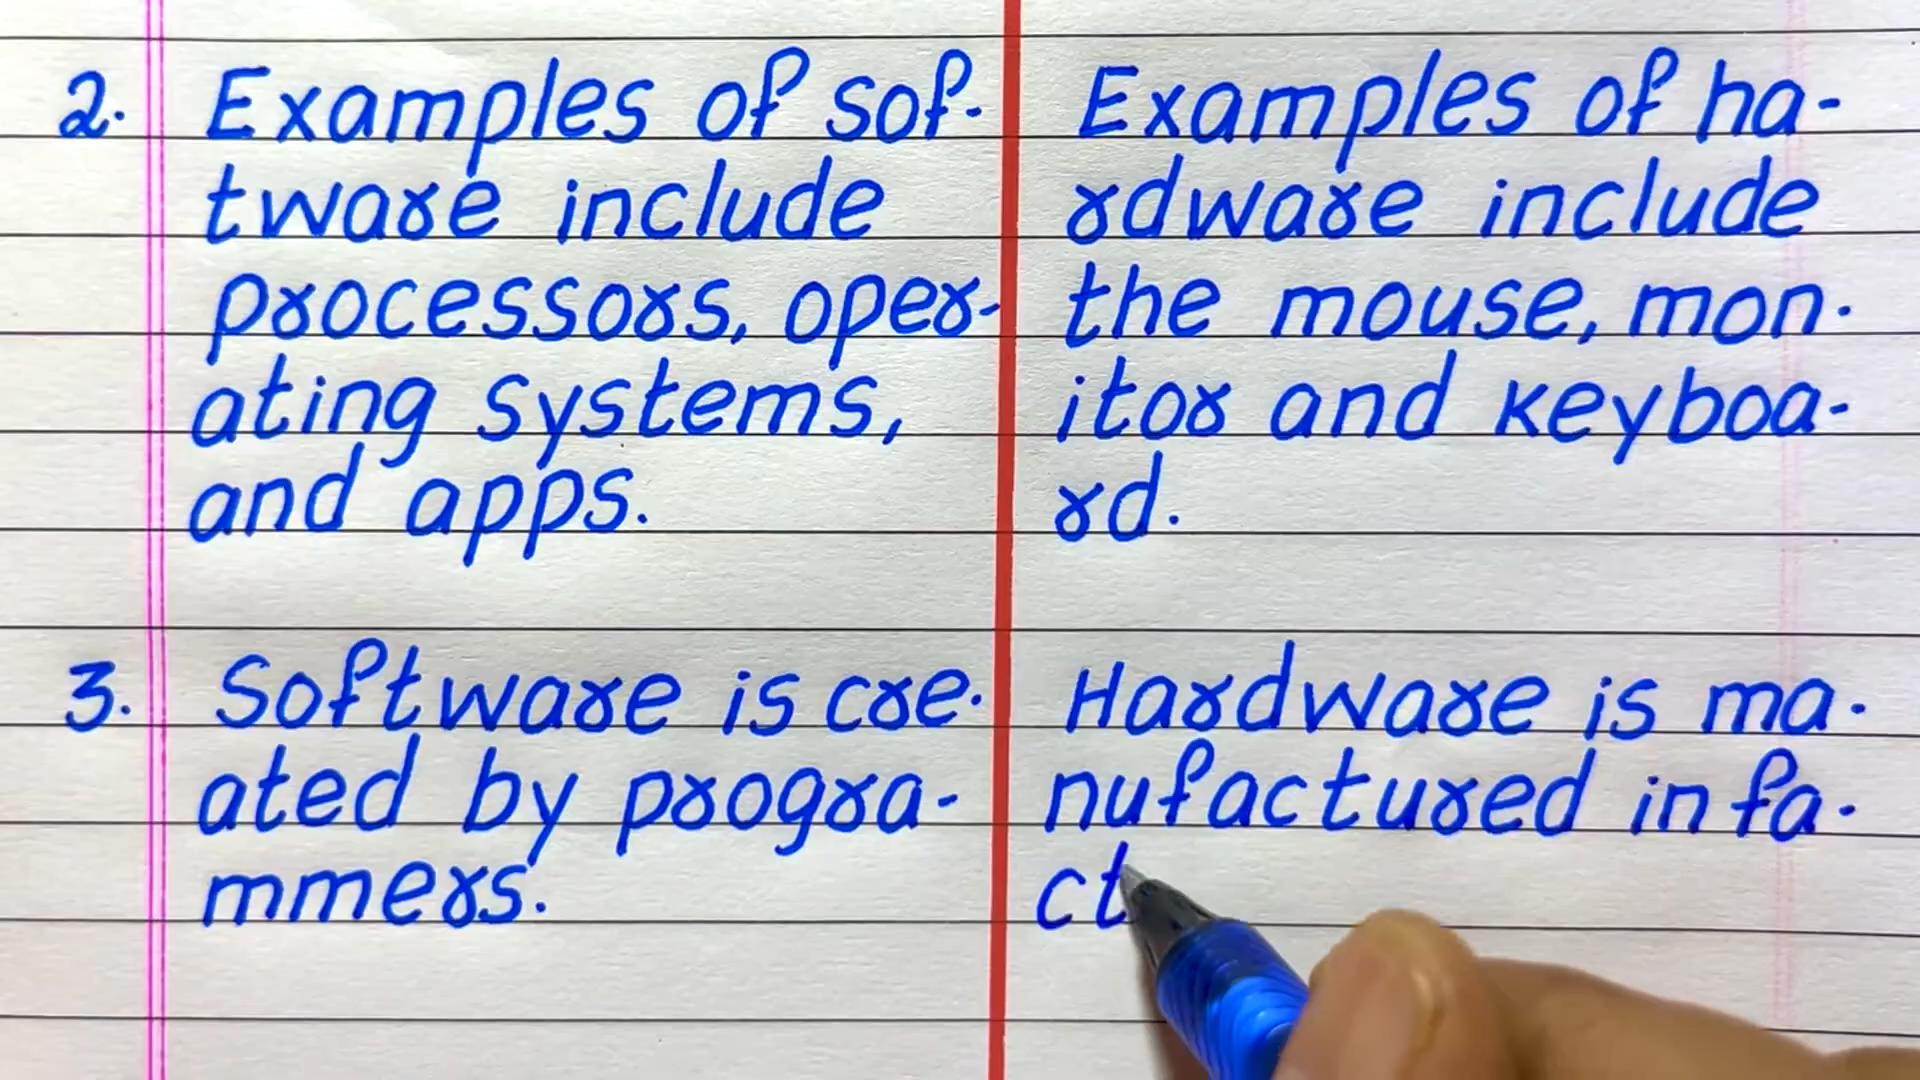 2. Examples of sof-
tware include
processors, oper-
ating systems,
and apps.
Examples of ha-
rdware include
the mouse, mon-
itor and keyboa-
rd.
3. Software is cre-
ated by progra-
mmers.
Hardware is ma-
nufactured in fa-
ct